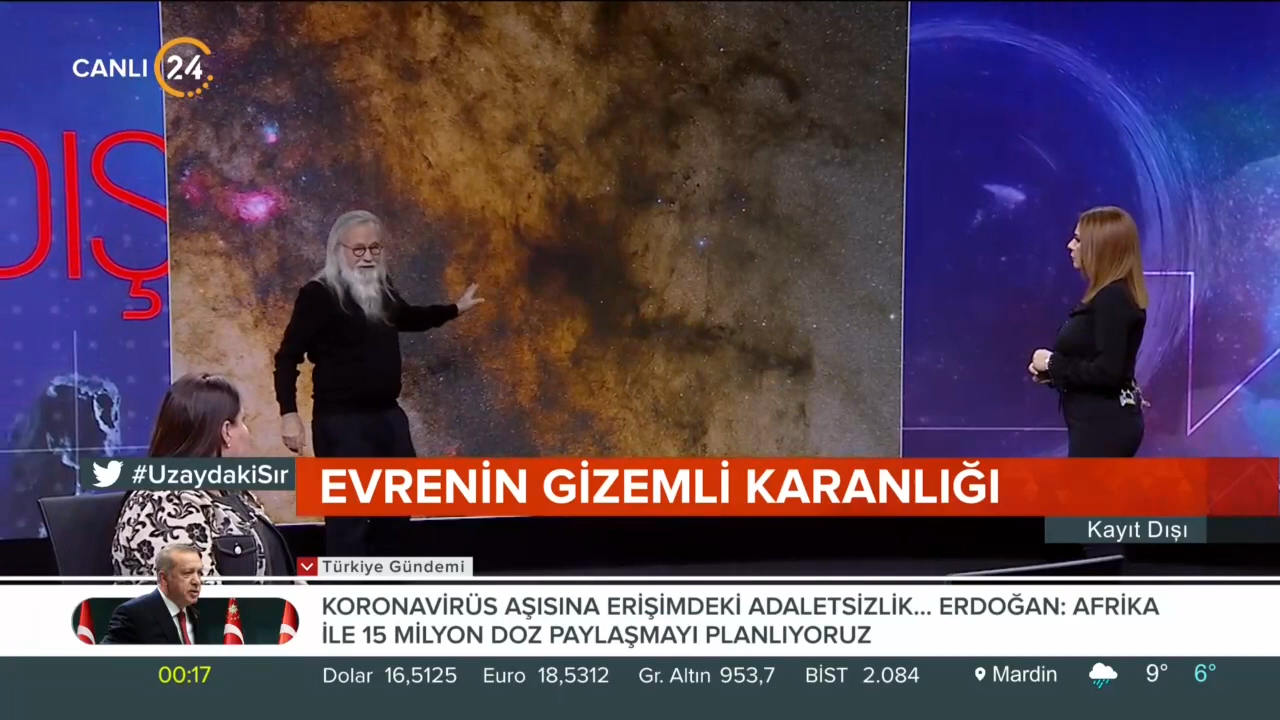 CANLI 24
DIŞ
#UzaydakiSır
EVRENİN GİZEMLİ KARANLIĞI
Kayıt Dışı
Türkiye Gündemi
KORONAVİRÜS AŞISINA ERİŞİMDEKİ ADALETSİZLİK... ERDOĞAN: AFRİKA
İLE 15 MİLYON DOZ PAYLAŞMAYI PLANLIYORUZ
00:17 Dolar 16,5125 Euro 18,5312 Gr. Altın 953,7 BİST 2.084 Mardin 9° 6°